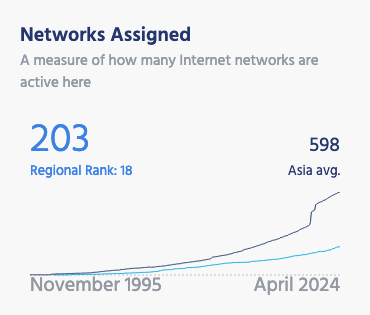 Networks Assigned
A measure of how many Internet networks are
active here
203
598
Regional Rank: 18
Asia avg.
November 1995
April 2024